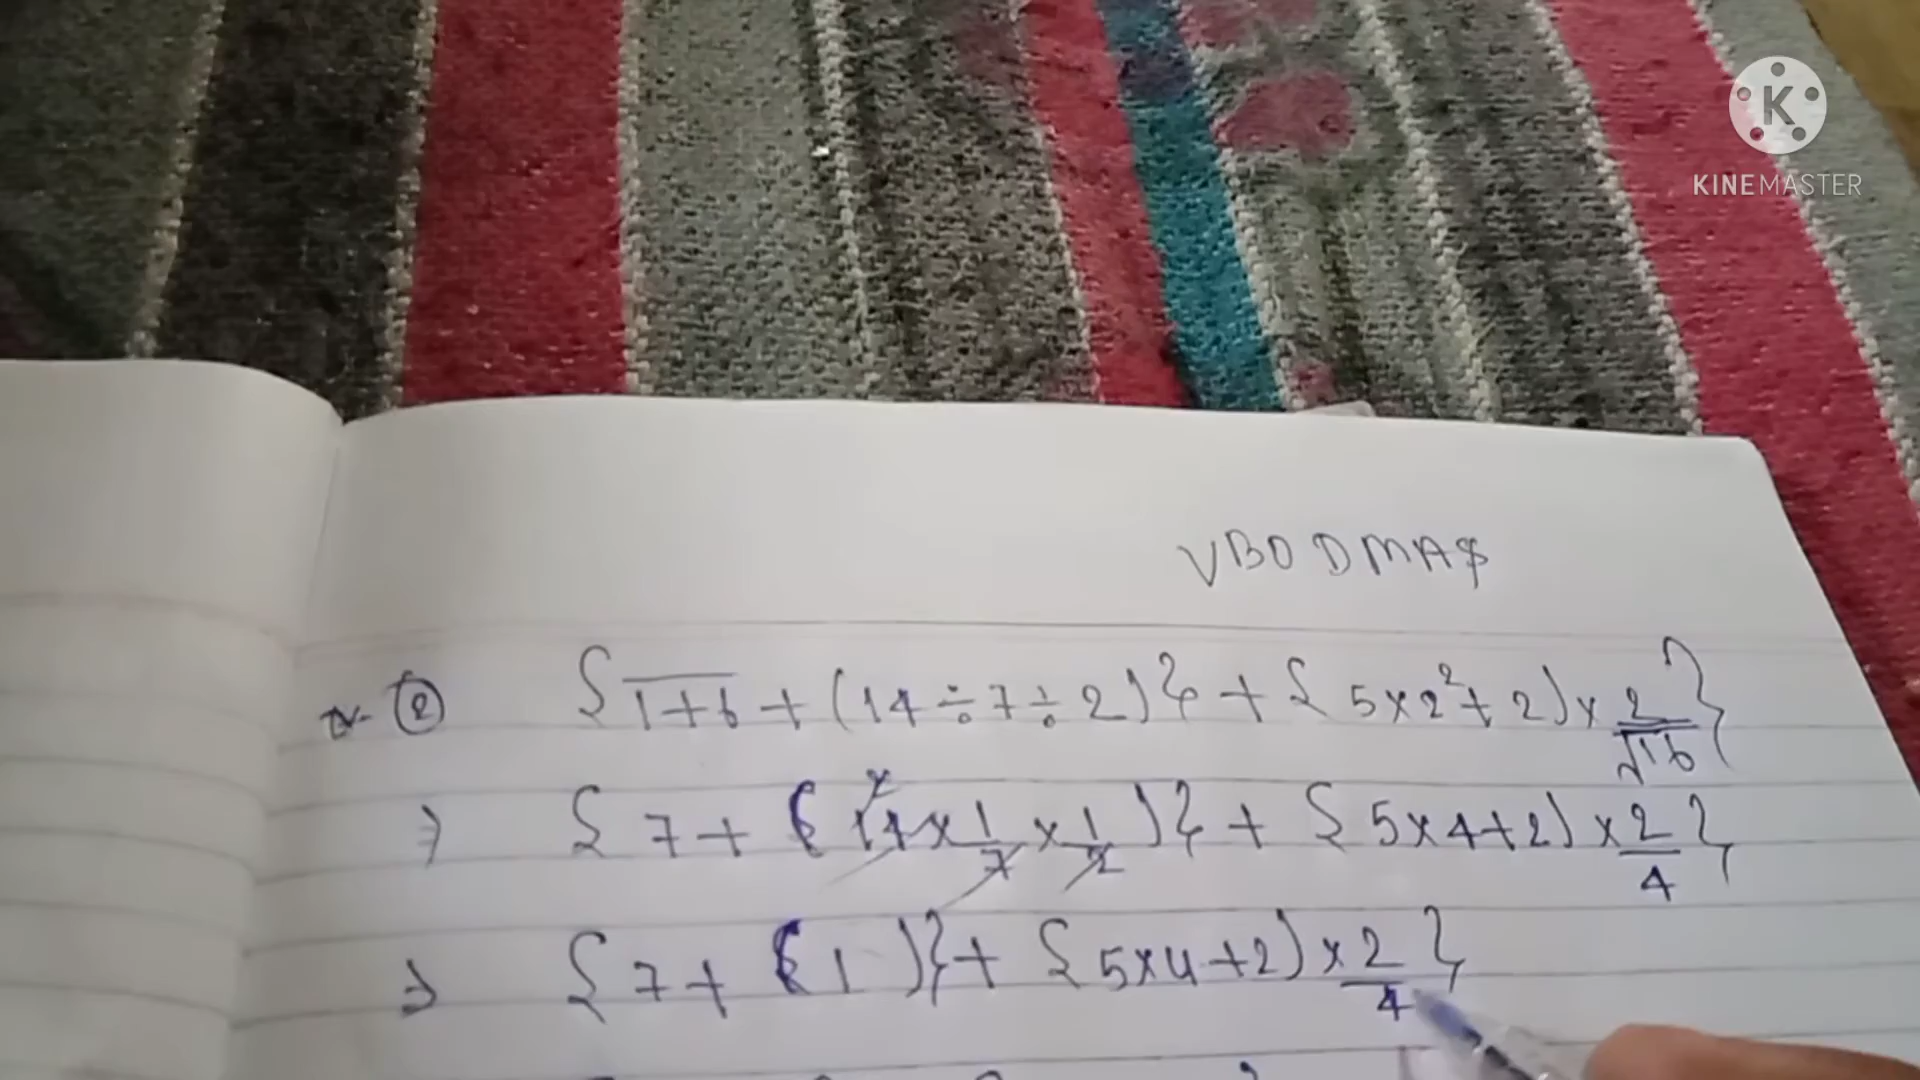 K
KINEMASTER
VBODMAS
② {1+6 + (14÷7÷2)} + {5×2²+2)×2/√16}
⇒ {7+(14×1/7×1/2)} + {5×4+2)×2/4}
⇒ {7+(1)}+{5×4+2)×2/4}